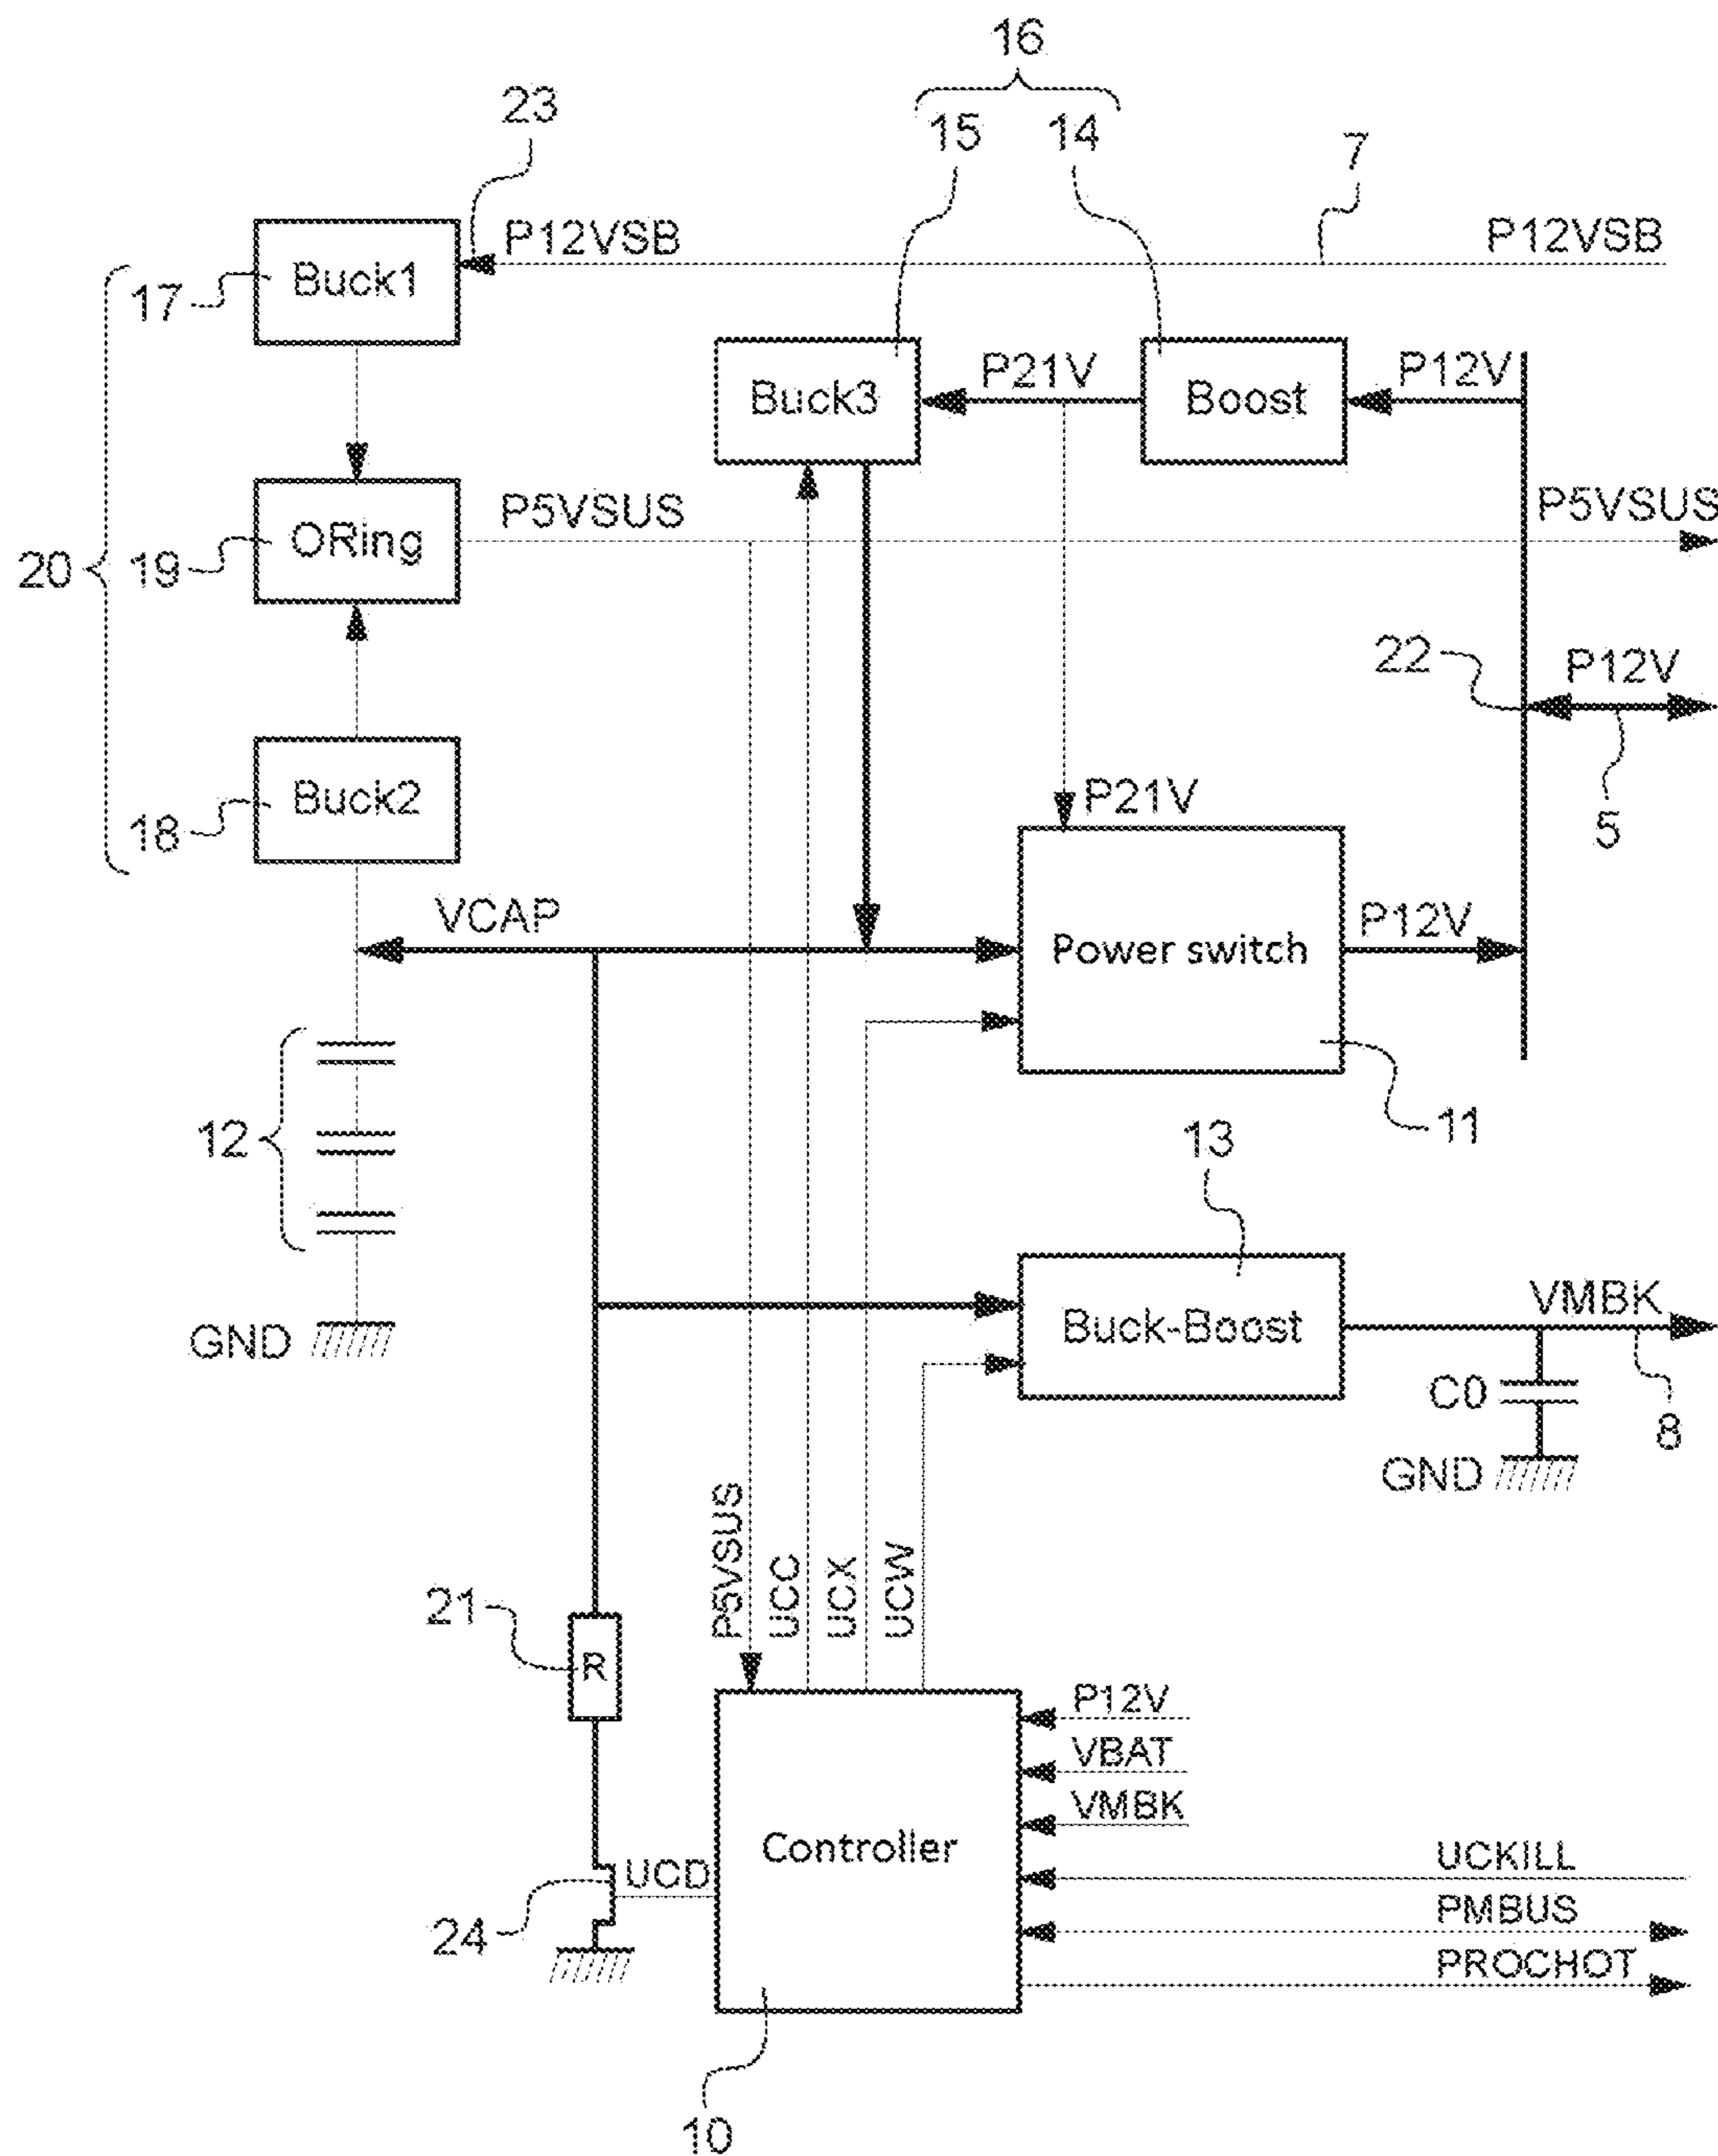 16
23
15
14
7
P12VSB
P12VSB
17
Buck1
Buck3
P21V
Boost
P12V
20
19
ORing
P5VSUS
P5VSUS
22
P12V
5
18
Buck2
P21V
VCAP
Power switch
P12V
12
11
13
GND
Buck-Boost
VMBK
C0
8
GND
P5VSUS
UCC
UCX
UCW
21
R
P12V
VBAT
VMBK
Controller
UCKILL
UCD
PMBUS
24
PROCHOT
10